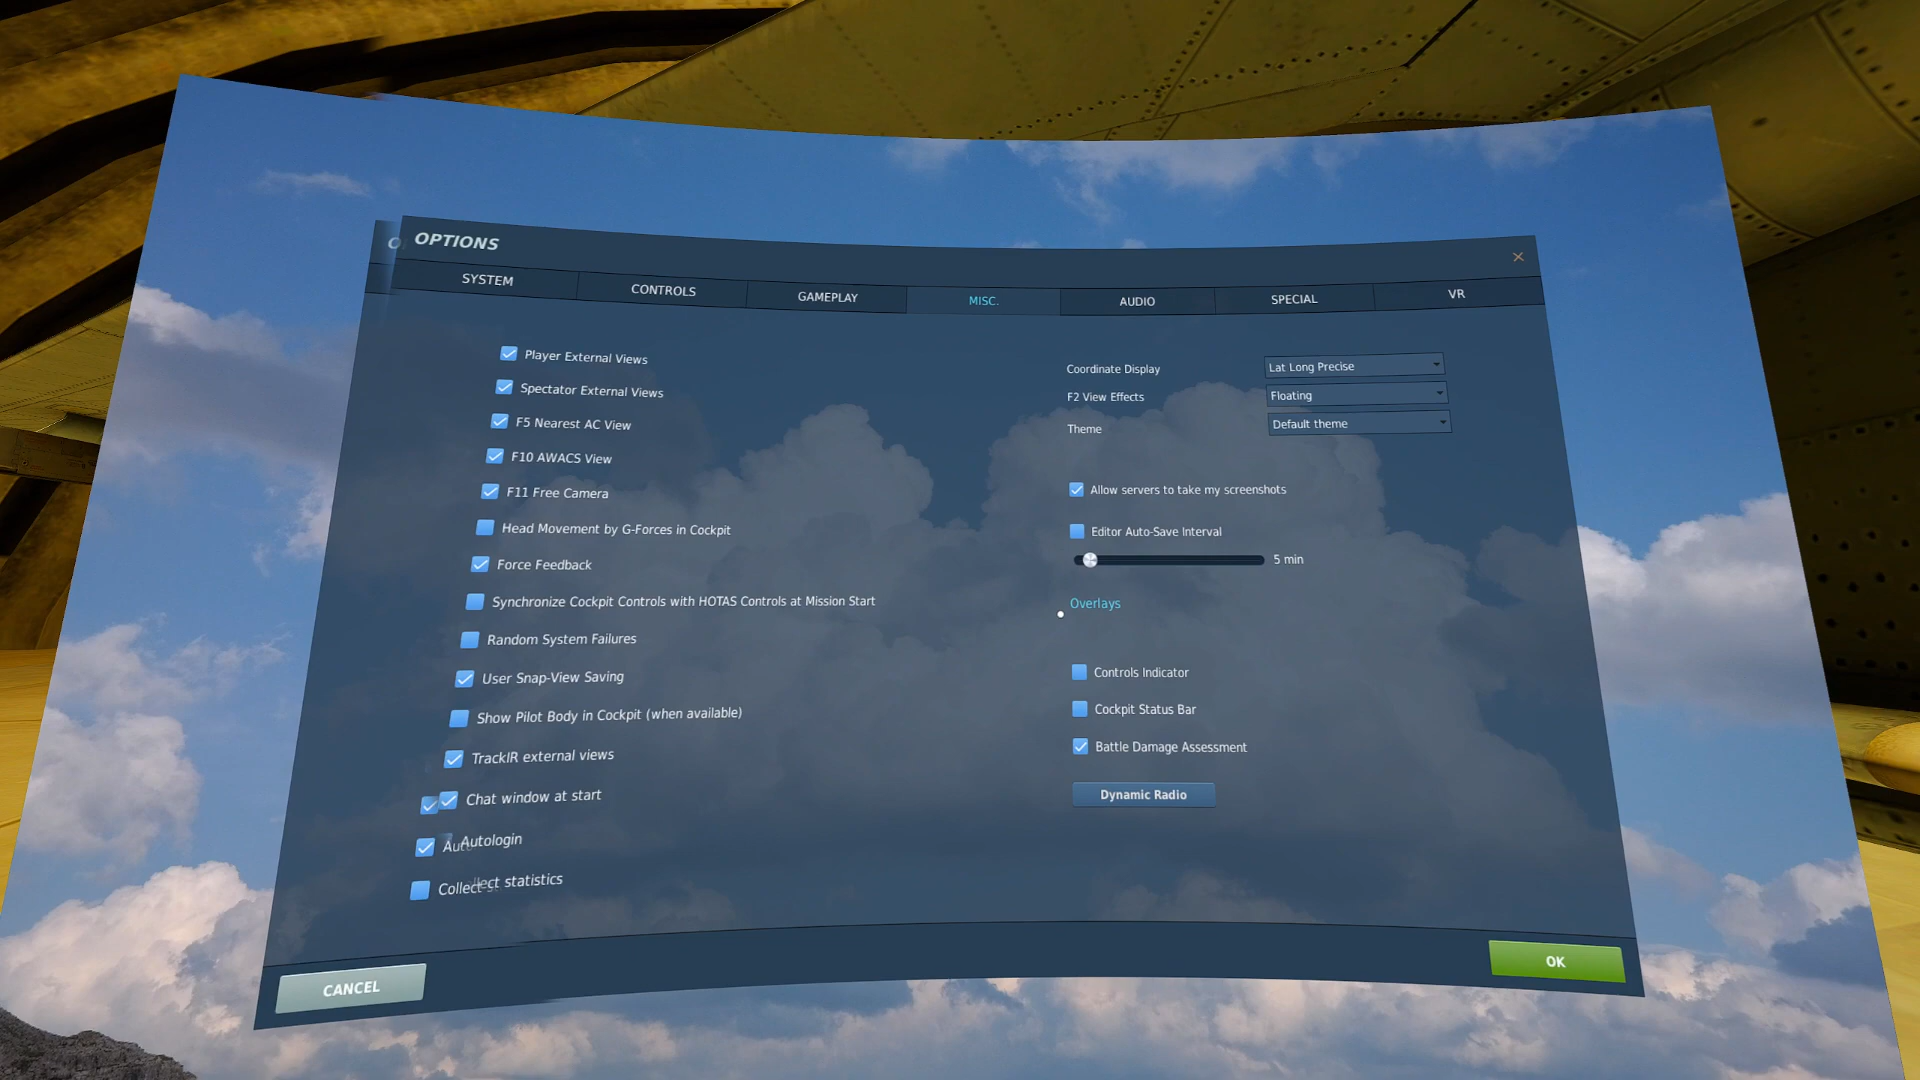 OPTIONS
SYSTEM
CONTROLS
GAMEPLAY
MISC.
AUDIO
SPECIAL
VR
Player External Views
Spectator External Views
F5 Nearest AC View
F10 AWACS View
F11 Free Camera
Head Movement by G-Forces in Cockpit
Force Feedback
Synchronize Cockpit Controls with HOTAS Controls at Mission Start
Random System Failures
User Snap-View Saving
Show Pilot Body in Cockpit (when available)
TrackIR external views
Chat window at start
Autologin
Collect statistics
Coordinate Display
Lat Long Precise
F2 View Effects
Floating
Theme
Default theme
Allow servers to take my screenshots
Editor Auto-Save Interval
5 min
Overlays
Controls Indicator
Cockpit Status Bar
Battle Damage Assessment
Dynamic Radio
CANCEL
OK